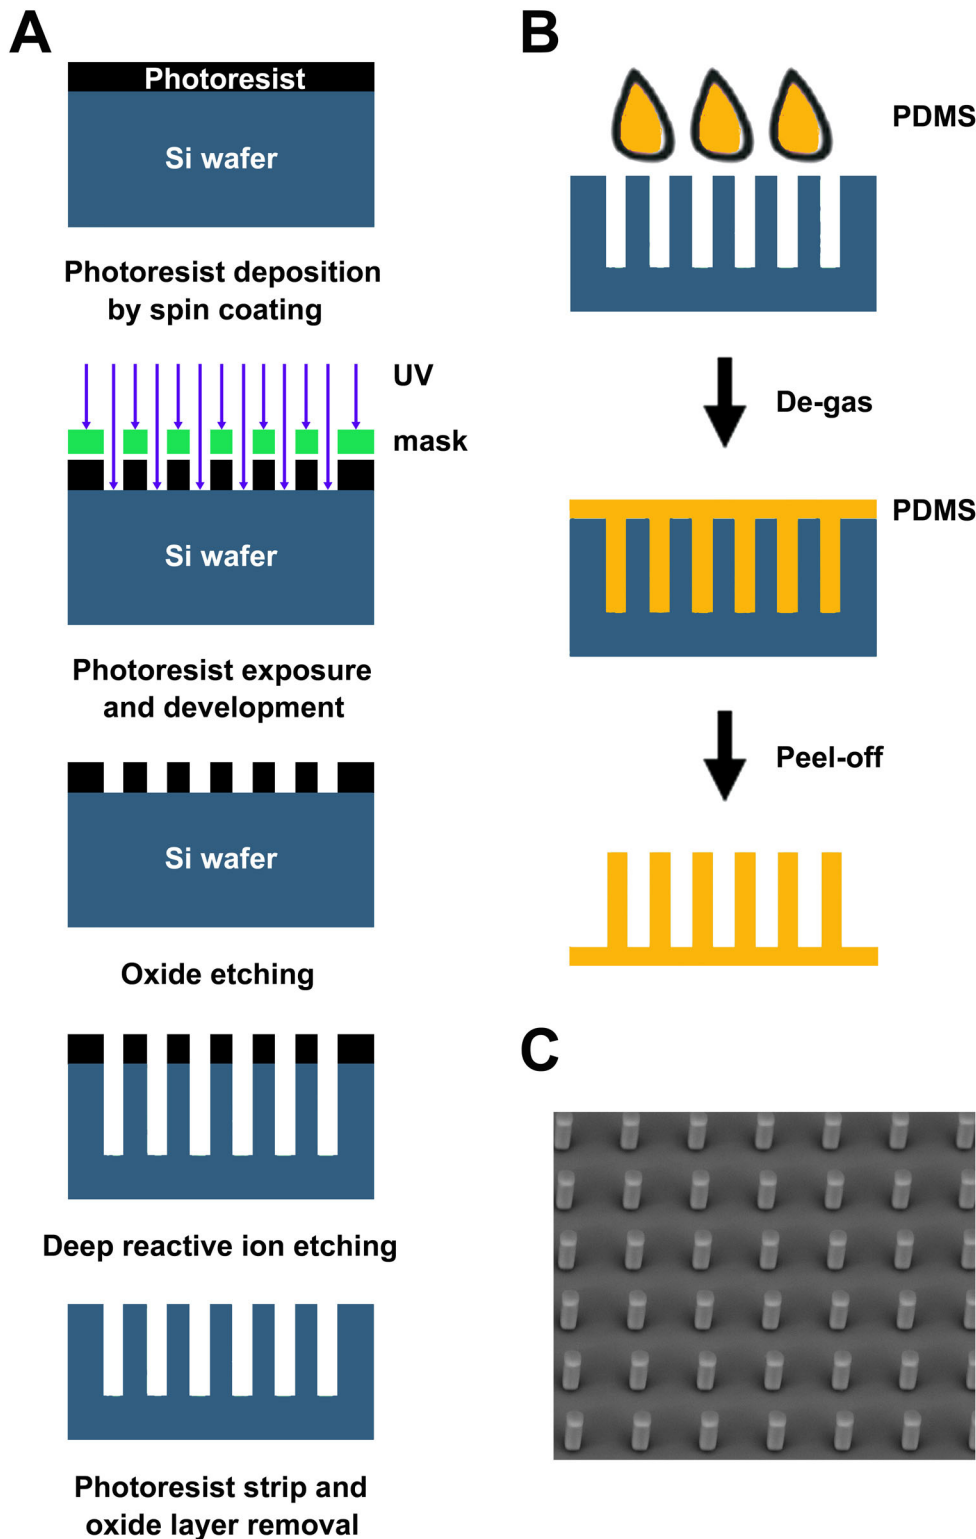 A
Photoresist
Si wafer
Photoresist deposition
by spin coating
UV
mask
Si wafer
Photoresist exposure
and development
Si wafer
Oxide etching
Deep reactive ion etching
Photoresist strip and
oxide layer removal
B
PDMS
De-gas
PDMS
Peel-off
C